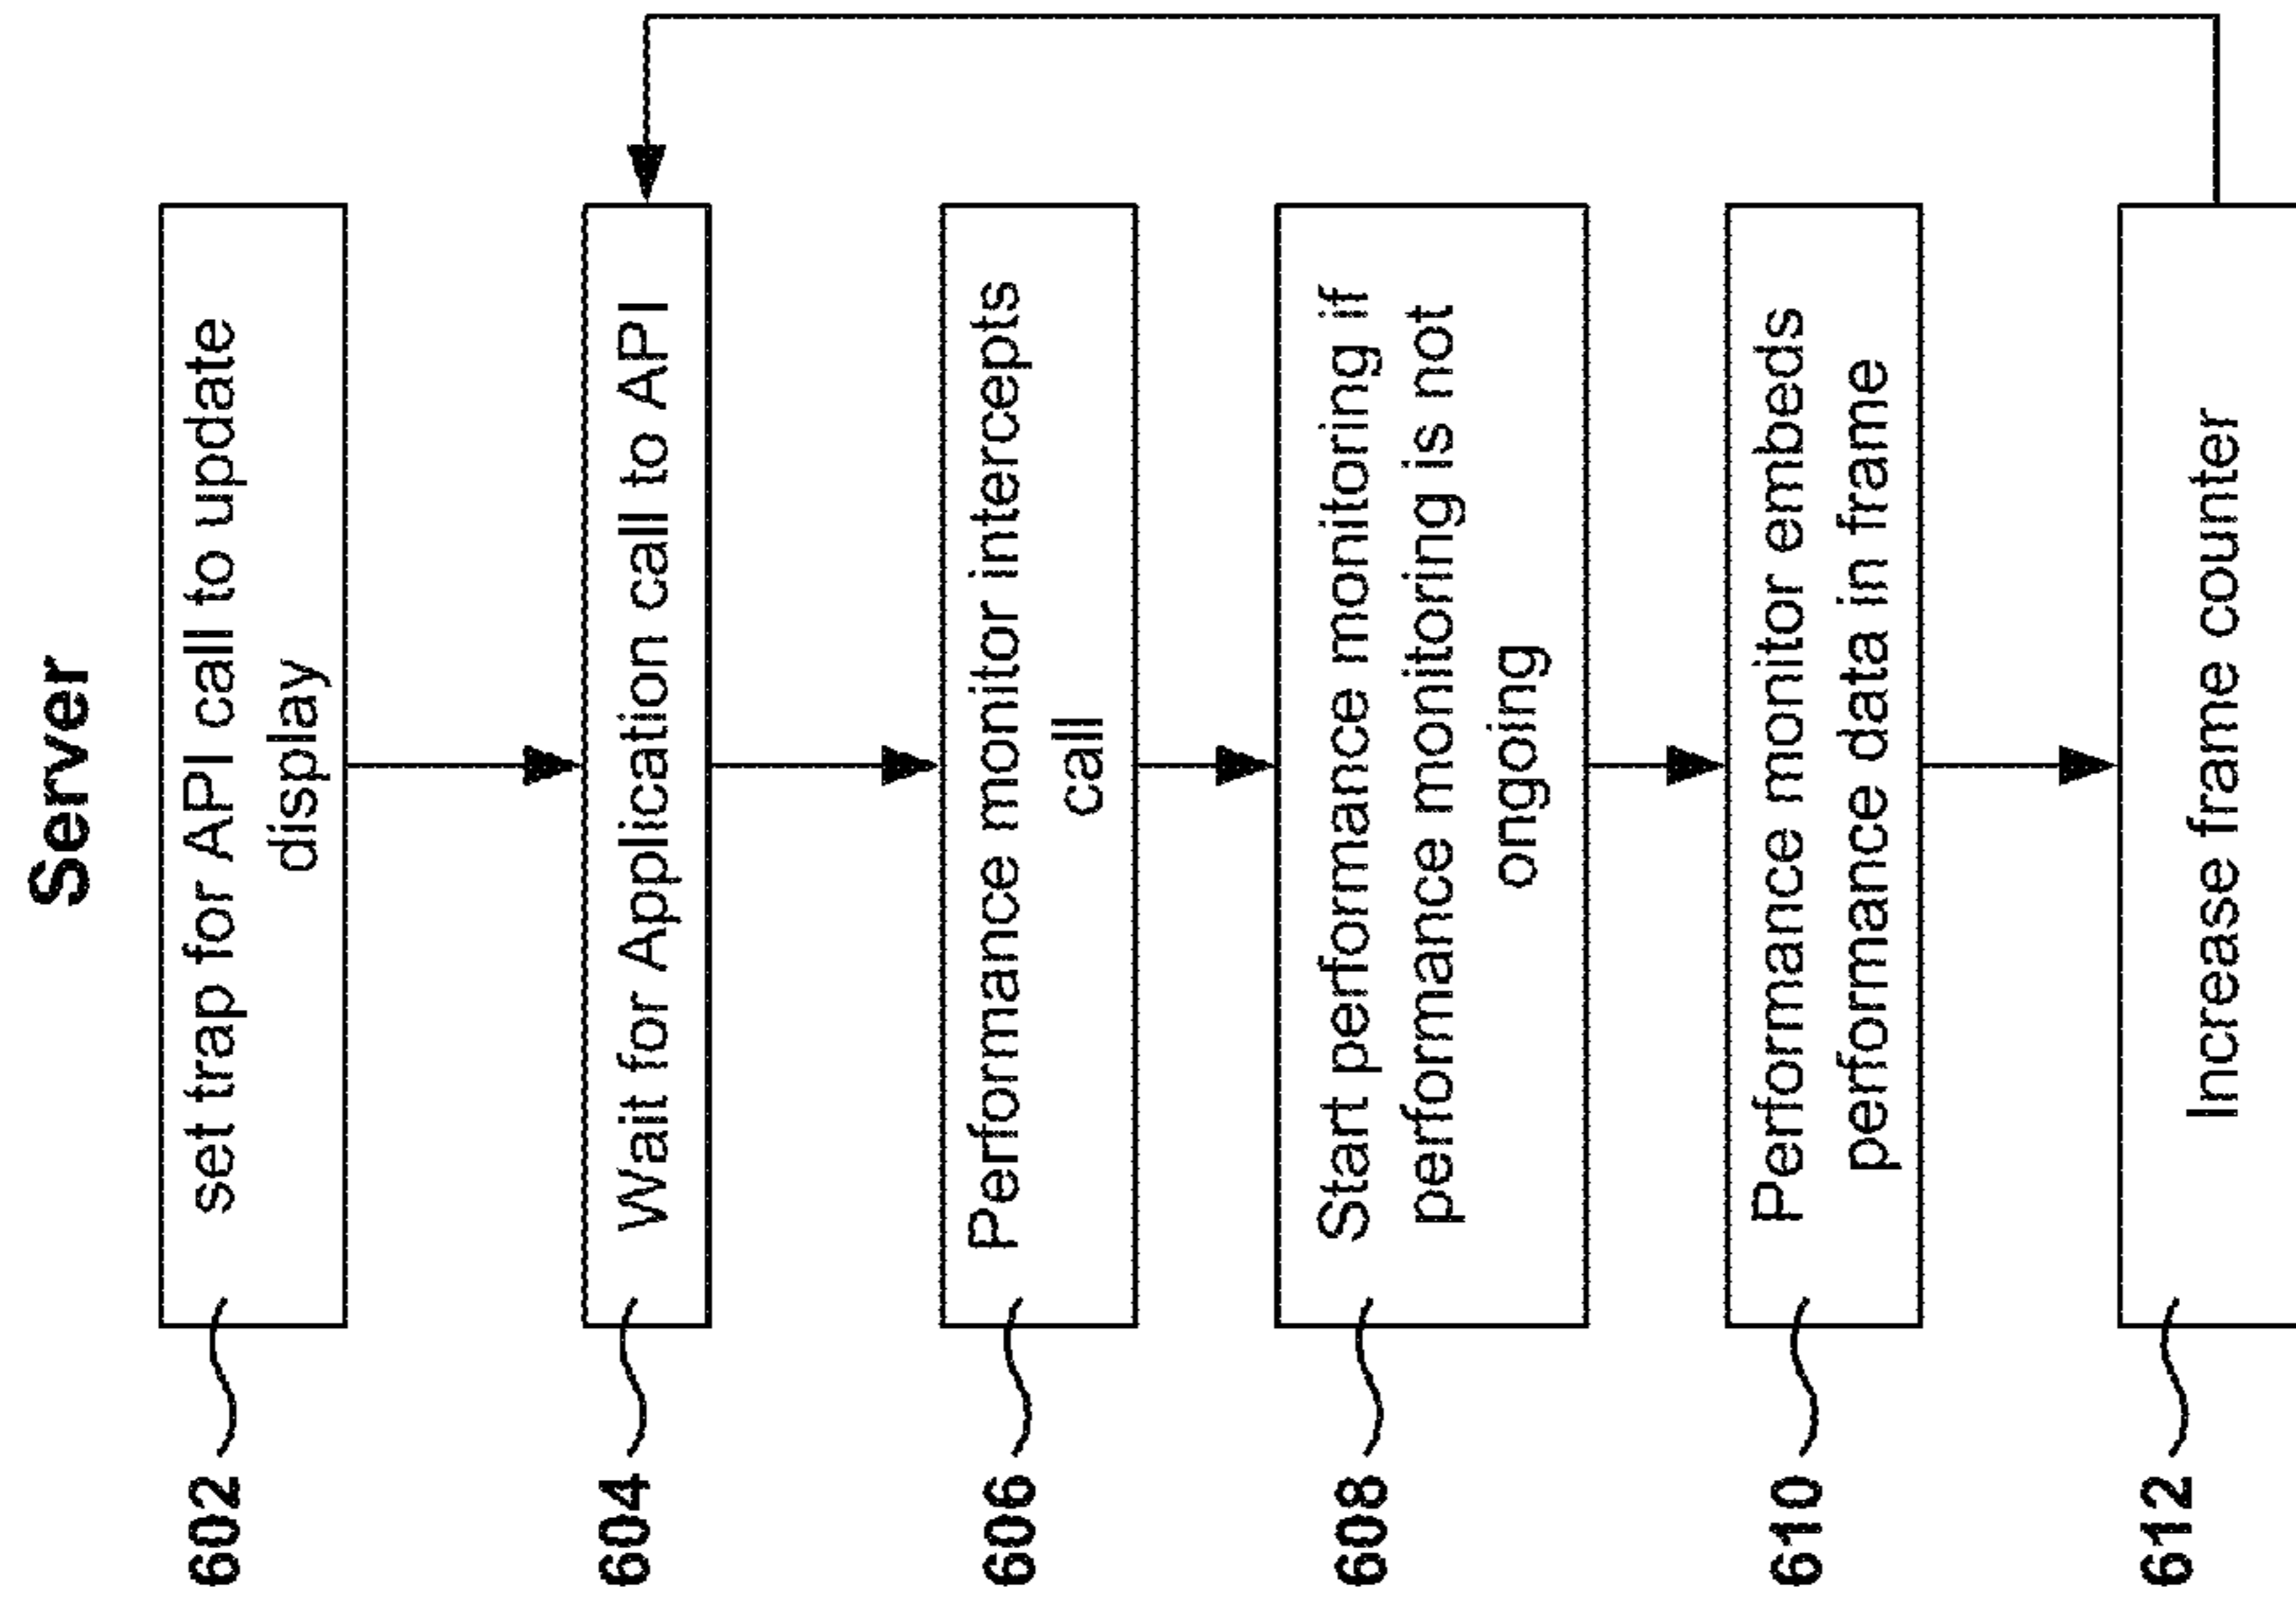 Server
602
set trap for API call to update
display
604
Wait for Application call to API
606
Performance monitor intercepts
call
608
Start performance monitoring if
performance monitoring is not
ongoing
610
Performance monitor embeds
performance data in frame
612
Increase frame counter